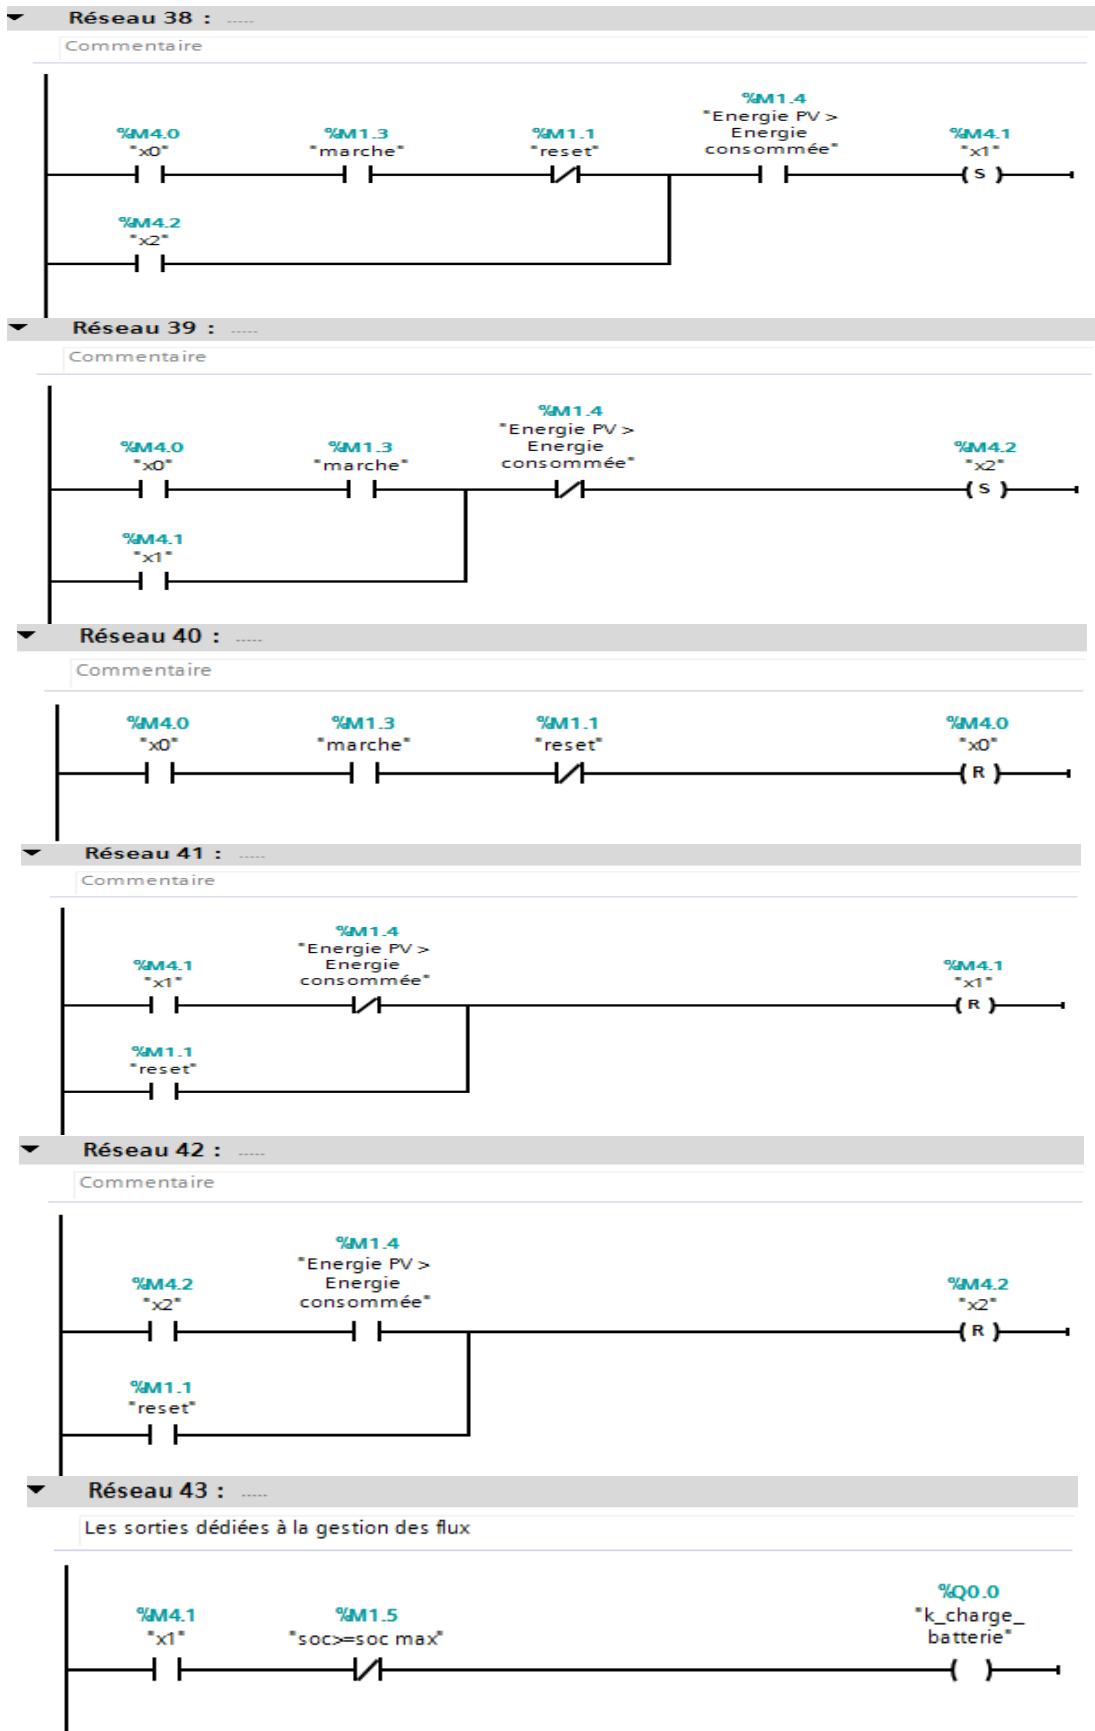 Réseau 38 : .....
Commentaire
%M4.0
"x0"
%M1.3
"marche"
%M1.1
"reset"
%M1.4
"Energie PV >
Energie
consommée"
%M4.1
"x1"
S
%M4.2
"x2"
Réseau 39 : .....
Commentaire
%M4.0
"x0"
%M1.3
"marche"
%M1.4
"Energie PV >
Energie
consommée"
%M4.2
"x2"
S
%M4.1
"x1"
Réseau 40 : .....
Commentaire
%M4.0
"x0"
%M1.3
"marche"
%M1.1
"reset"
%M4.0
"x0"
R
Réseau 41 : .....
Commentaire
%M4.1
"x1"
%M1.4
"Energie PV >
Energie
consommée"
%M4.1
"x1"
R
%M1.1
"reset"
Réseau 42 : .....
Commentaire
%M4.2
"x2"
%M1.4
"Energie PV >
Energie
consommée"
%M4.2
"x2"
R
%M1.1
"reset"
Réseau 43 : .....
Les sorties dédiées à la gestion des flux
%M4.1
"x1"
%M1.5
"soc>=soc max"
%Q0.0
"k_charge_
batterie"